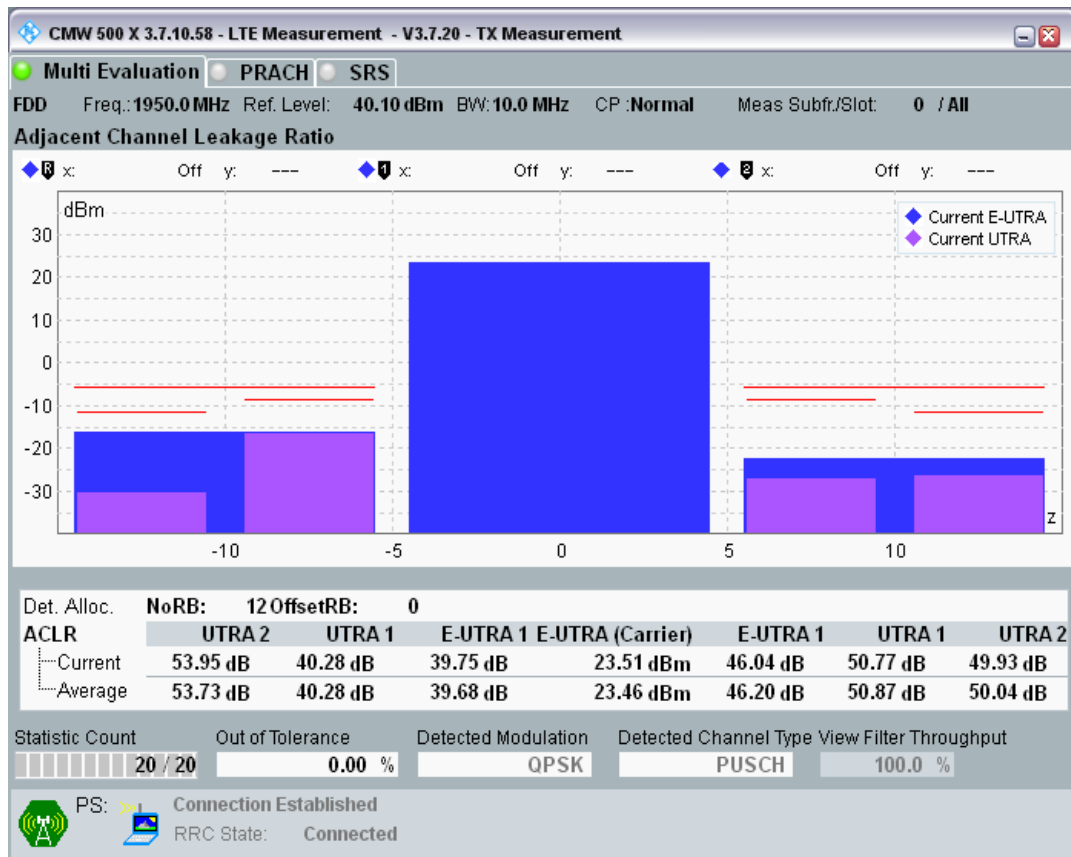 CMW 500 X 3.7.10.58 - LTE Measurement - V3.7.20 - TX Measurement
Multi Evaluation PRACH SRS
FDD Freq.:1950.0 MHz Ref. Level: 40.10 dBm BW:10.0 MHz CP :Normal Meas Subfr./Slot: 0 / All
Adjacent Channel Leakage Ratio
R x: Off y: --- 1 x: Off y: --- 2 x: Off y: ---
dBm
Current E-UTRA
Current UTRA
30
20
10
0
-10
-20
-30
z
-10 -5 0 5 10
Det. Alloc. NoRB: 12 OffsetRB: 0
ACLR UTRA 2 UTRA 1 E-UTRA 1 E-UTRA (Carrier) E-UTRA 1 UTRA 1 UTRA 2
Current 53.95 dB 40.28 dB 39.75 dB 23.51 dBm 46.04 dB 50.77 dB 49.93 dB
Average 53.73 dB 40.28 dB 39.68 dB 23.46 dBm 46.20 dB 50.87 dB 50.04 dB
Statistic Count Out of Tolerance Detected Modulation Detected Channel Type View Filter Throughput
20 / 20 0.00 % QPSK PUSCH 100.0 %
PS: Connection Established
RRC State: Connected